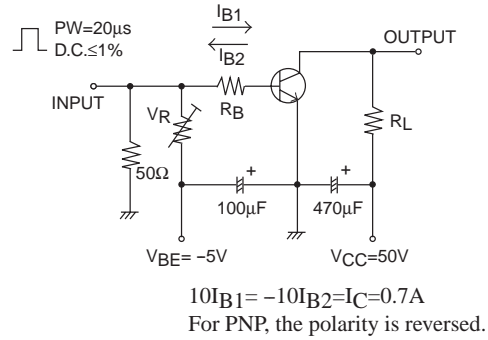 PW=20μs
D.C.≤1%
IB1
IB2
OUTPUT
INPUT
VR
RB
RL
50Ω
+
100μF
+
470μF
VBE= −5V
VCC=50V
10IB1= −10IB2=IC=0.7A
For PNP, the polarity is reversed.